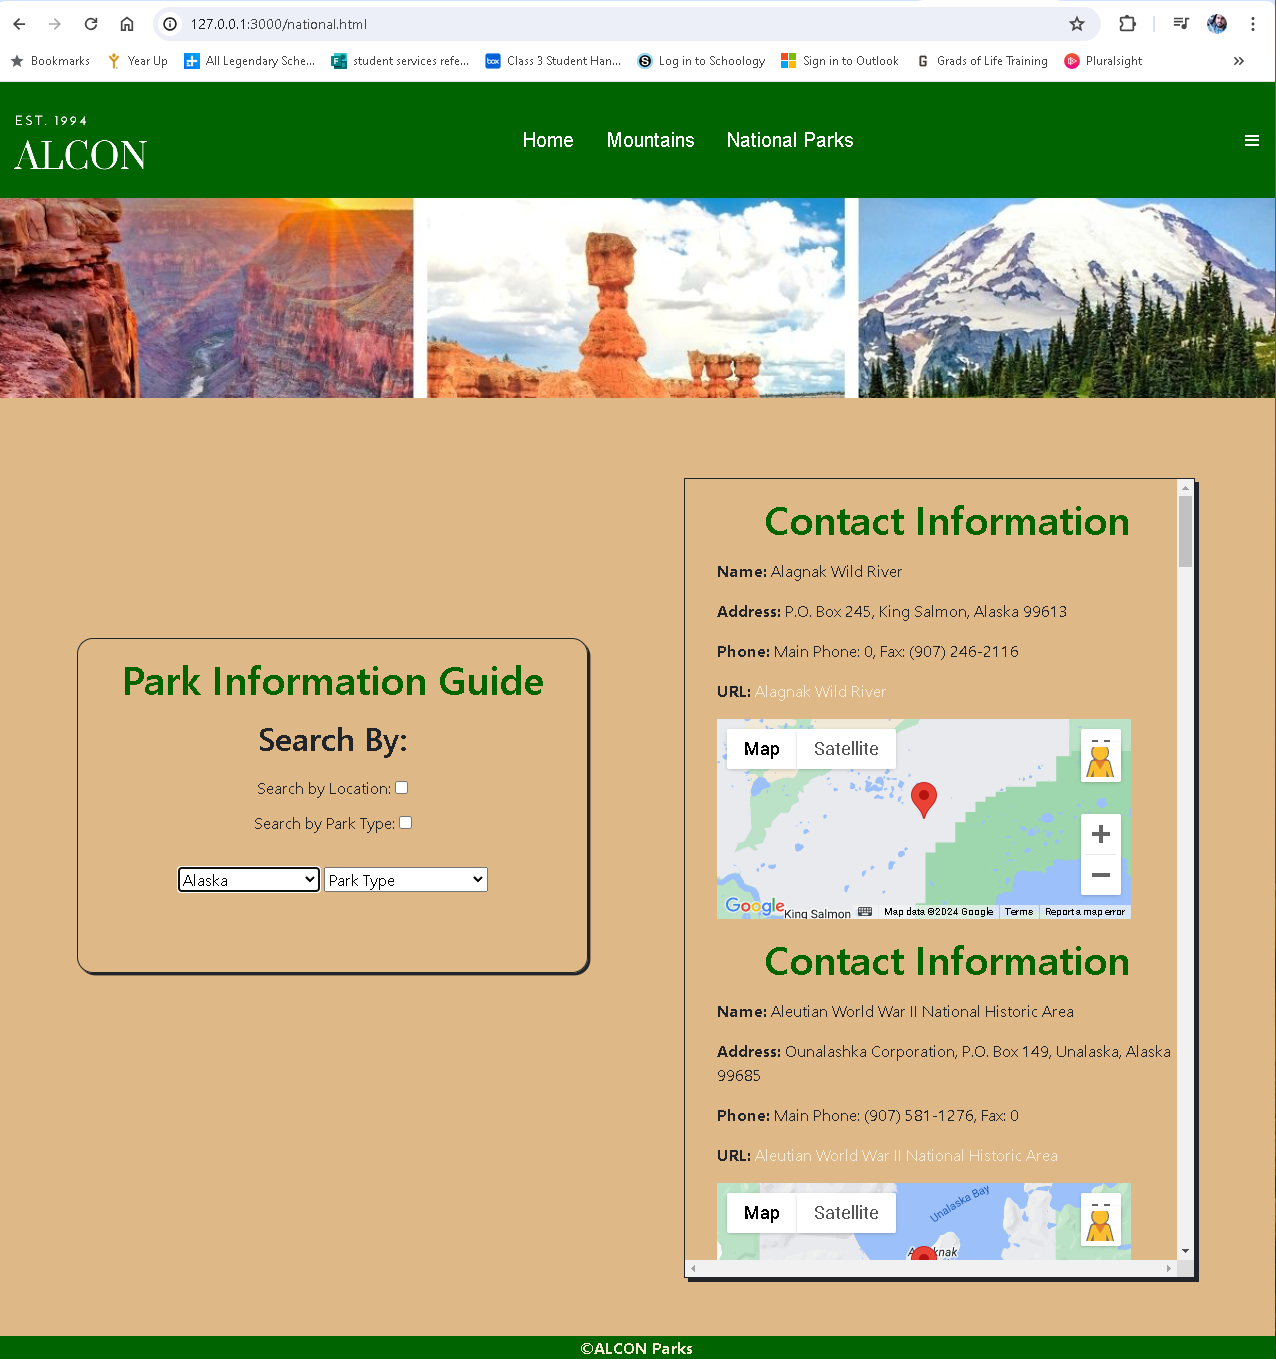 127.0.0.1:3000/national.html
Bookmarks Year Up All Legendary Sche... student services refe... box Class 3 Student Han... S Log in to Schoology Sign in to Outlook G Grads of Life Training Pluralsight »
EST. 1994
ALCON
Home Mountains National Parks
Contact Information
Name: Alagnak Wild River
Address: P.O. Box 245, King Salmon, Alaska 99613
Phone: Main Phone: 0, Fax: (907) 246-2116
URL: Alagnak Wild River
Map Satellite
Google King Salmon Map data ©2024 Google Terms Report a map error
Park Information Guide
Search By:
Search by Location:
Search by Park Type:
Alaska Park Type
Contact Information
Name: Aleutian World War II National Historic Area
Address: Ounalashka Corporation, P.O. Box 149, Unalaska, Alaska
99685
Phone: Main Phone: (907) 581-1276, Fax: 0
URL: Aleutian World War II National Historic Area
Map Satellite
Unalaska Bay
©ALCON Parks